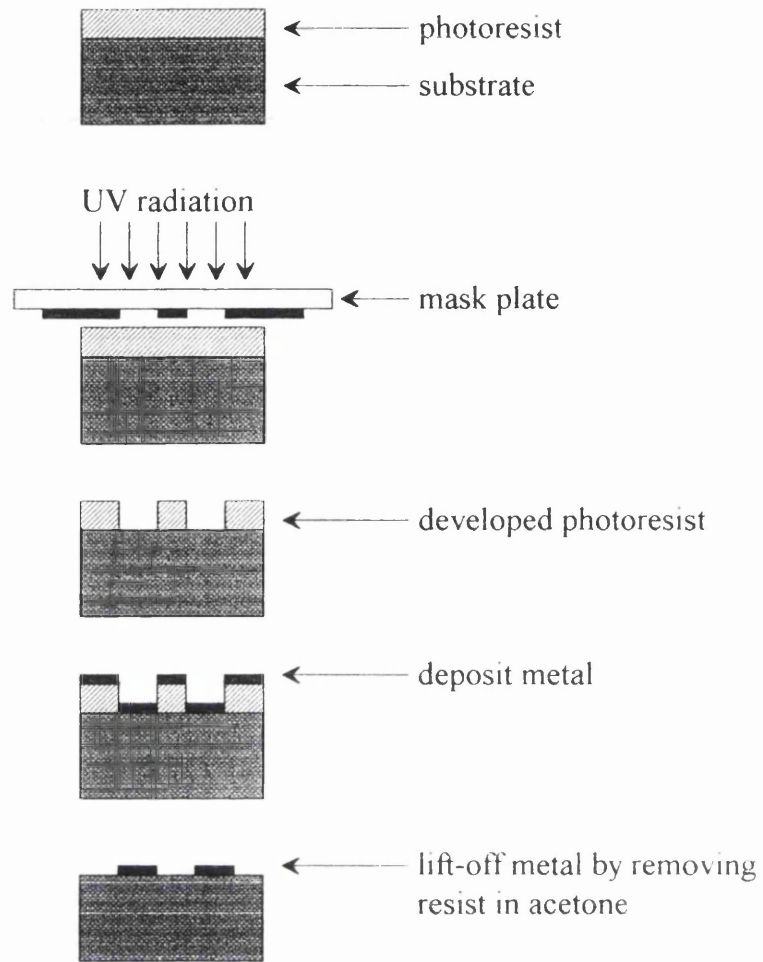 photoresist
substrate
UV radiation
mask plate
developed photoresist
deposit metal
lift-off metal by removing
resist in acetone